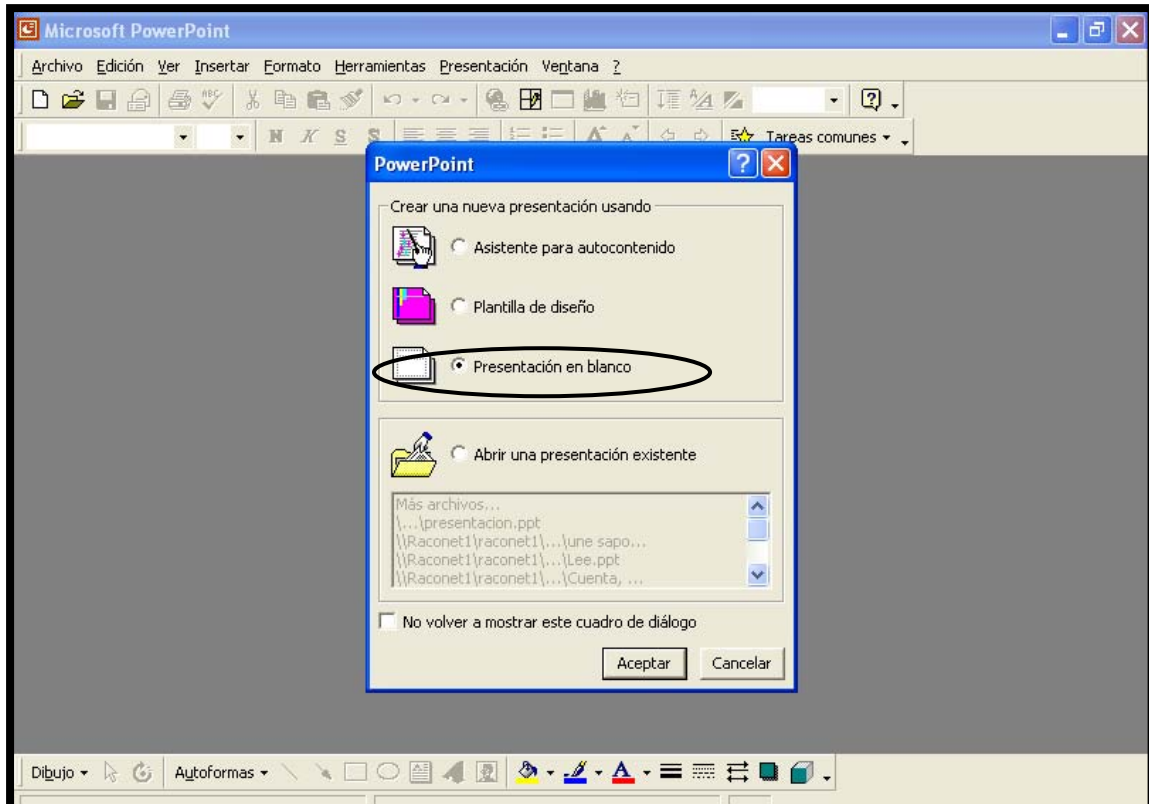 Microsoft PowerPoint
Archivo Edición Ver Insertar Formato Herramientas Presentación Ventana ?
N K S S Tareas comunes
PowerPoint
Crear una nueva presentación usando
Asistente para autocontenido
Plantilla de diseño
Presentación en blanco
Abrir una presentación existente
Más archivos...
\...\presentacion.ppt
\\Raconet1\raconet1\...\une sapo...
\\Raconet1\raconet1\...\Lee.ppt
\\Raconet1\raconet1\...\Cuenta, ...
No volver a mostrar este cuadro de diálogo
Aceptar Cancelar
Dibujo Autoformas